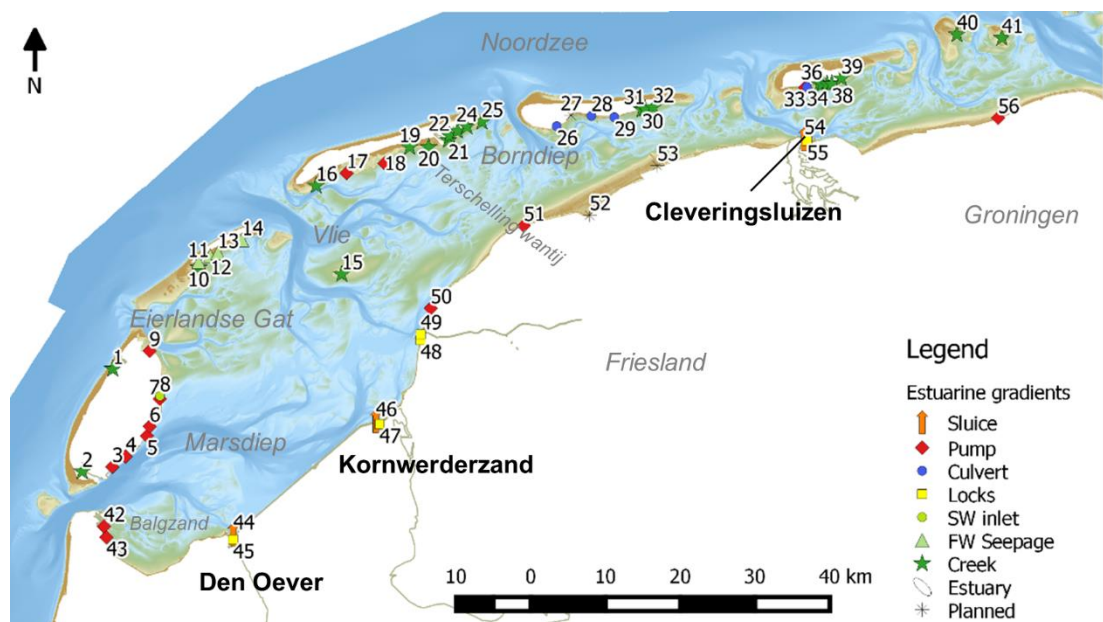 Noordzee
40
41
39
36
33 34 38
56
31 32
27 28
26
29
30
24 25
22
19
20
21
18
17
16
Borndiep
53
54
55
Terschelling wantij
52
51
Cleveringsluizen
Groningen
Vlie
14
13
11
12
10
15
Eierlandse Gat
50
49
48
9
1
Friesland
7 8
6
5
4
3
2
Marsdiep
46
47
Kornwerderzand
42
43
Balgzand
44
45
Den Oever
10 0 10 20 30 40 km
N
Legend
Estuarine gradients
Sluice
Pump
Culvert
Locks
SW inlet
FW Seepage
Creek
Estuary
Planned